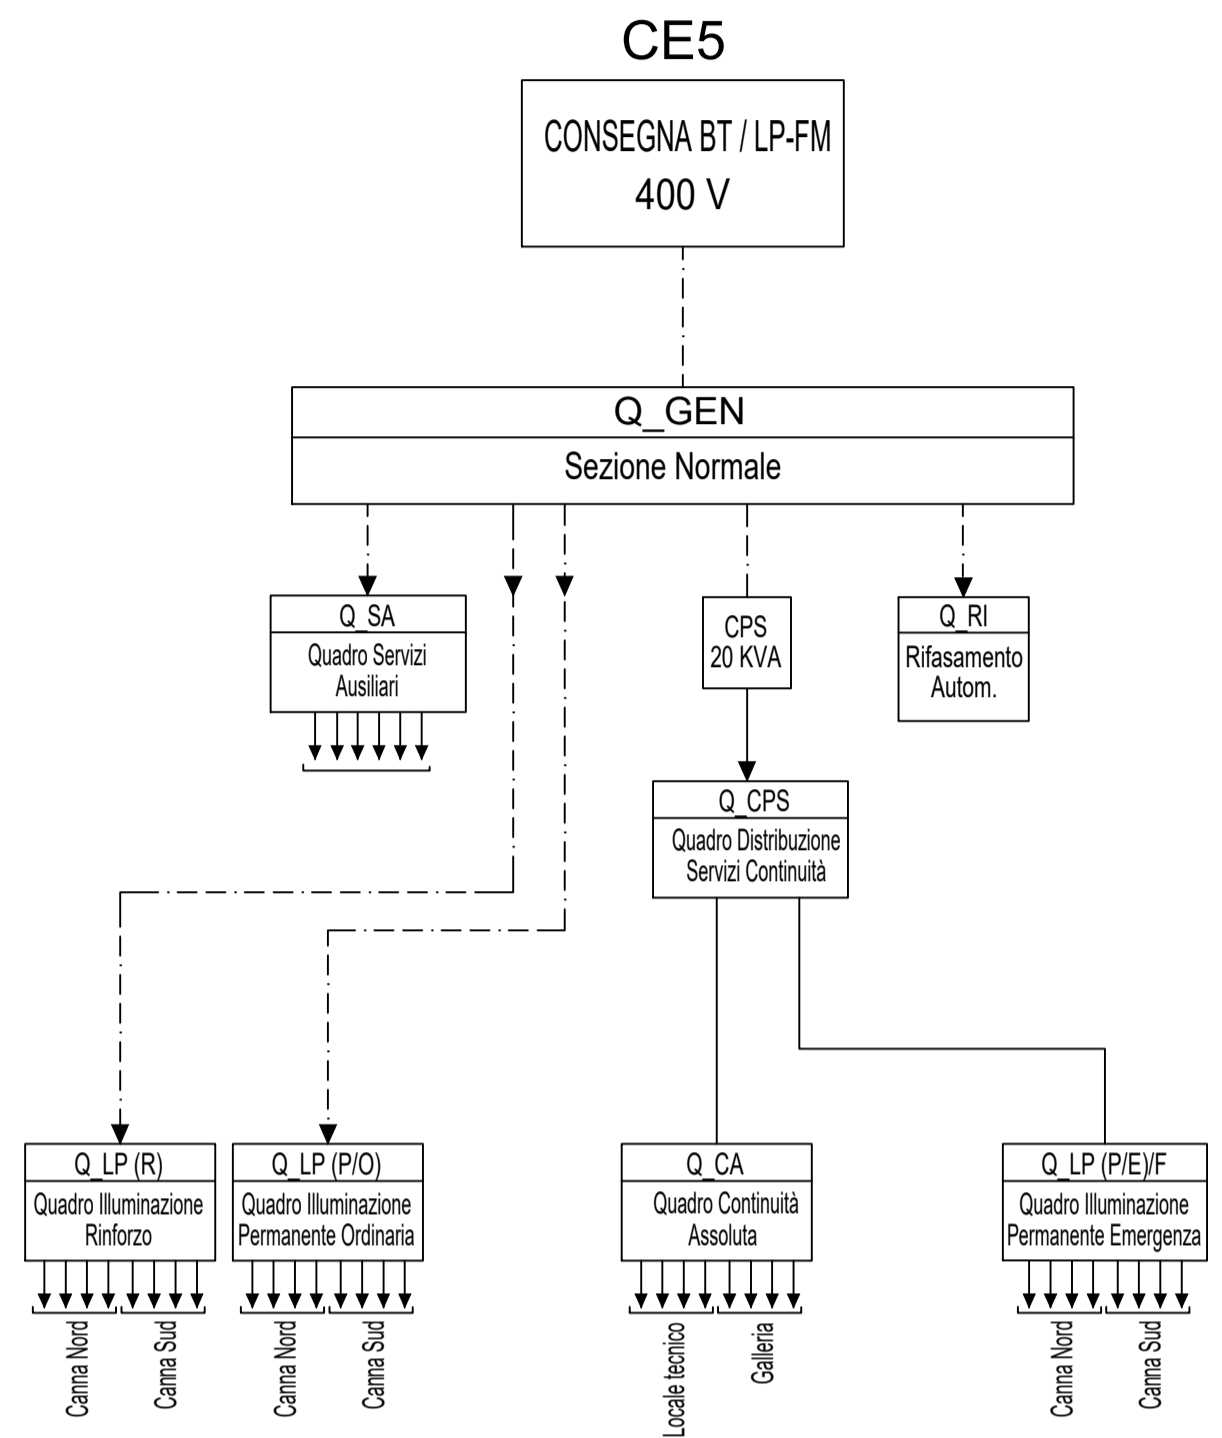 CE5
CONSEGNA BT / LP-FM
400 V
Q_GEN
Sezione Normale
Q_SA
Quadro Servizi
Ausiliari
CPS
20 KVA
Q_RI
Rifasamento
Autom.
Q_CPS
Quadro Distribuzione
Servizi Continuità
Q_LP (R)
Quadro Illuminazione
Rinforzo
Canna Nord
Canna Sud
Q_LP (P/O)
Quadro Illuminazione
Permanente Ordinaria
Canna Nord
Canna Sud
Q_CA
Quadro Continuità
Assoluta
Locale tecnico
Galleria
Q_LP (P/E)/F
Quadro Illuminazione
Permanente Emergenza
Canna Nord
Canna Sud